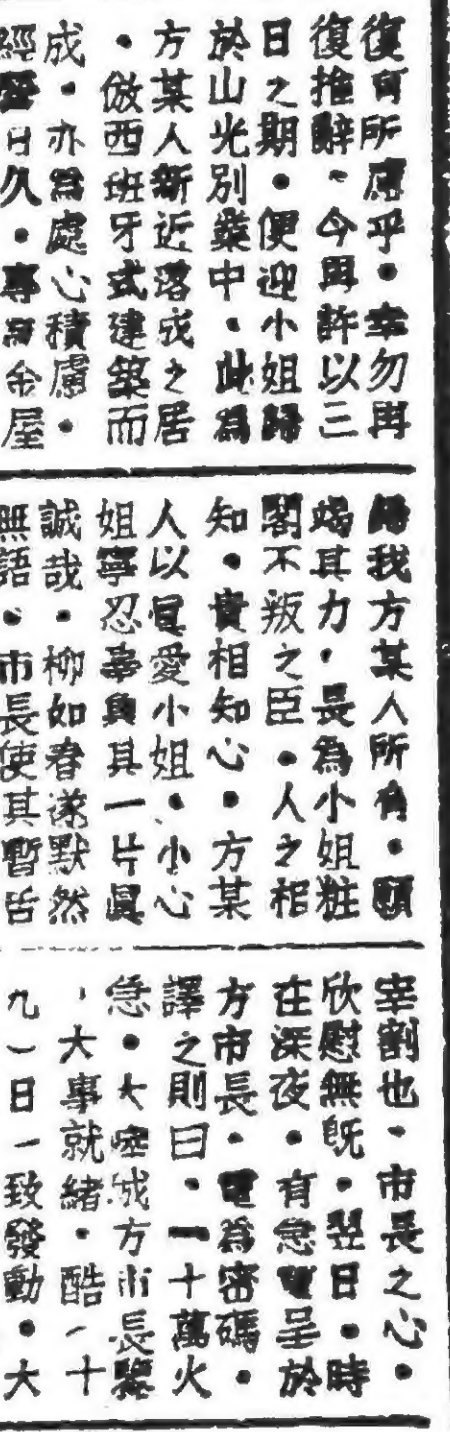 復何所慮乎。幸勿再
復推辭、今再許以三
日之期。便迎小姐歸
於山光別業中。此為
方某人新近落成之居
。倣西班牙式建築而
成。亦為處心積慮。
經營日久。專為金屋
歸我方某人所有。願
竭其力。長為小姐粧
閣不叛之臣。人之相
知。貴相知心。方某
人以眞愛小姐。小心
姐寧忍辜負其一片眞
誠哉。柳如春遂默然
無語。市長使其暫居
宰割也。市長之心。
欣慰無旣。翌日。時
在深夜。有急電呈於
方市長。電為密碼。
譯之則曰。一十萬火
急。大 城方市長鑒
、大事就緒。酷一十
九一日一致發動。大